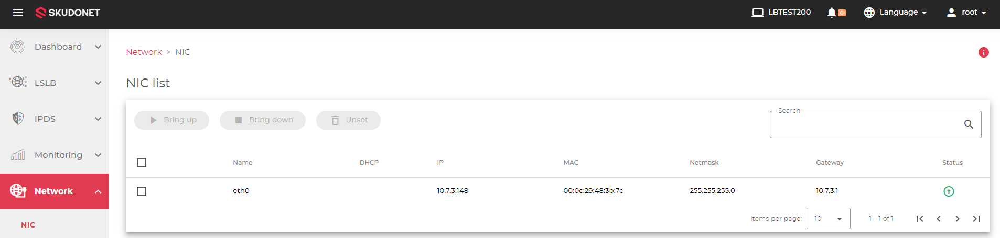 SKUDONET
LBTEST200
0
Language
root
Dashboard
LSLB
IPDS
Monitoring
Network
NIC
Network > NIC
NIC list
Bring up
Bring down
Unset
Search
Name DHCP IP MAC Netmask Gateway Status
eth0 10.7.3.148 00:0c:29:48:3b:7c 255.255.255.0 10.7.3.1
Items per page: 10 1 – 1 of 1